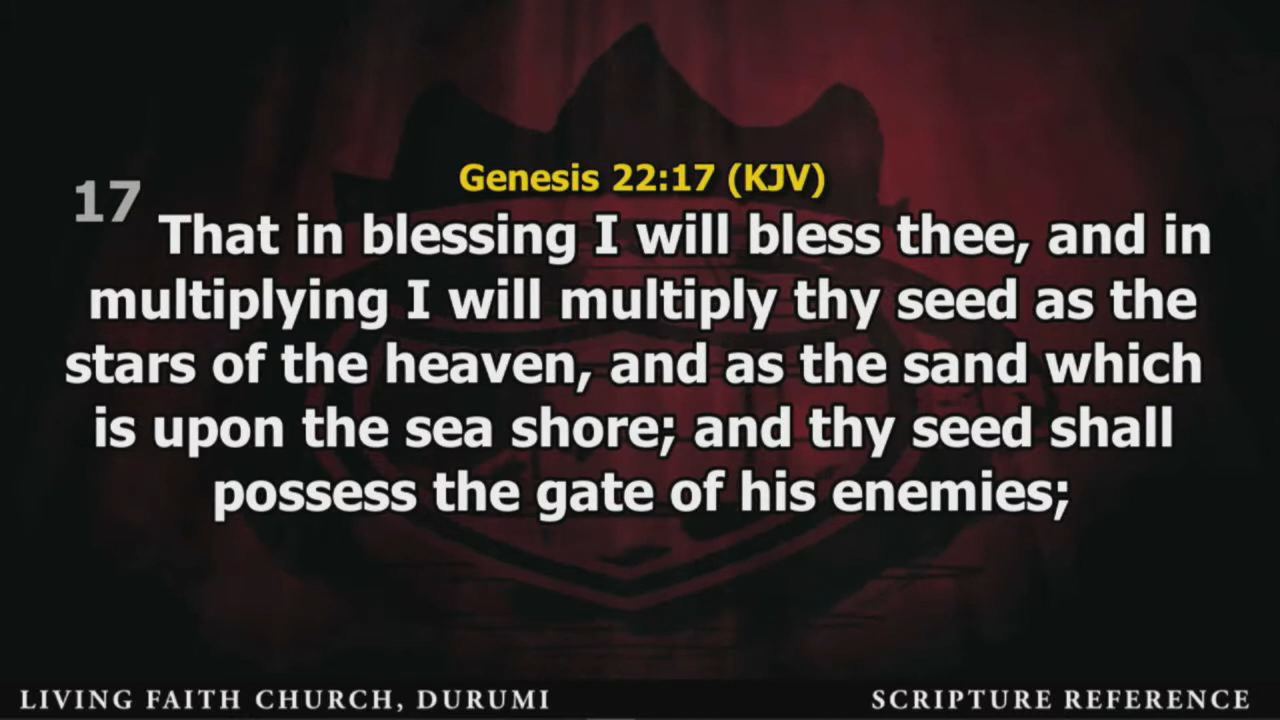 Genesis 22:17 (KJV)
17 That in blessing I will bless thee, and in
multiplying I will multiply thy seed as the
stars of the heaven, and as the sand which
is upon the sea shore; and thy seed shall
possess the gate of his enemies;
LIVING FAITH CHURCH, DURUMI
SCRIPTURE REFERENCE